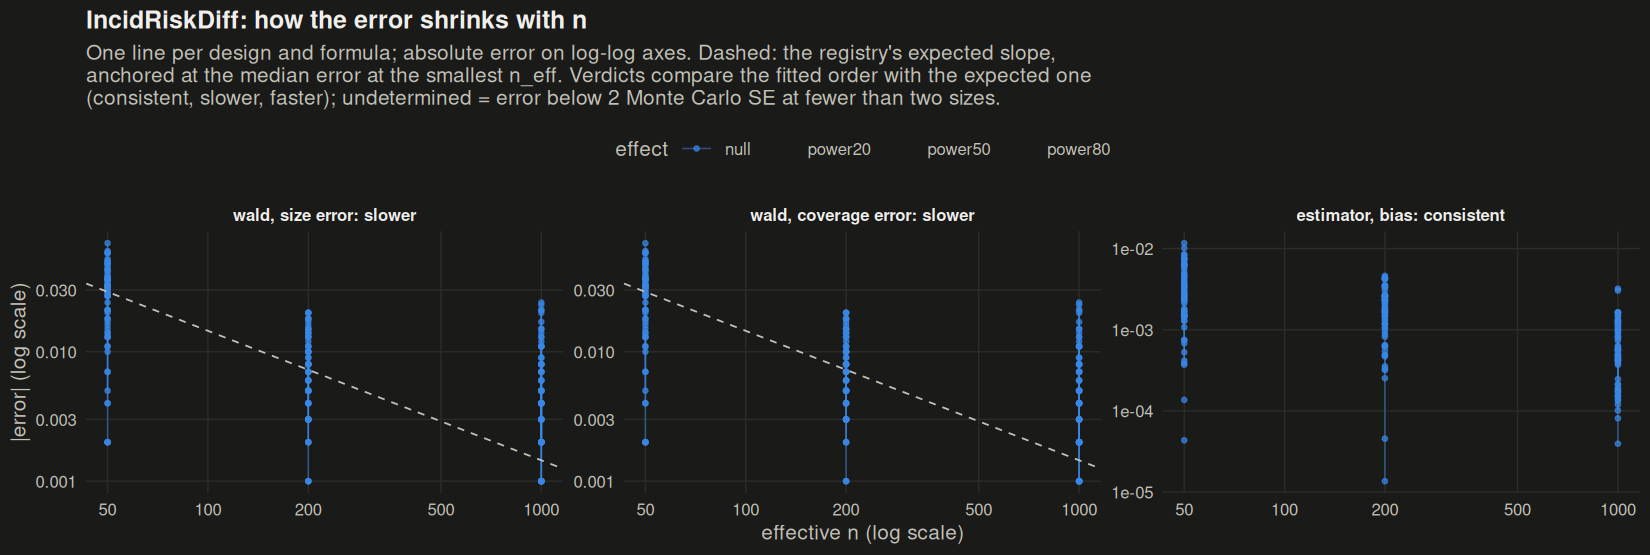 IncidRiskDiff: how the error shrinks with n
One line per design and formula; absolute error on log-log axes. Dashed: the registry's expected slope,
anchored at the median error at the smallest n_eff. Verdicts compare the fitted order with the expected one
(consistent, slower, faster); undetermined = error below 2 Monte Carlo SE at fewer than two sizes.
effect null power20 power50 power80
wald, size error: slower
wald, coverage error: slower
estimator, bias: consistent
|error| (log scale)
0.030
0.010
0.003
0.001
50 100 200 500 1000
0.030
0.010
0.003
0.001
50 100 200 500 1000
1e-02
1e-03
1e-04
1e-05
50 100 200 500 1000
effective n (log scale)